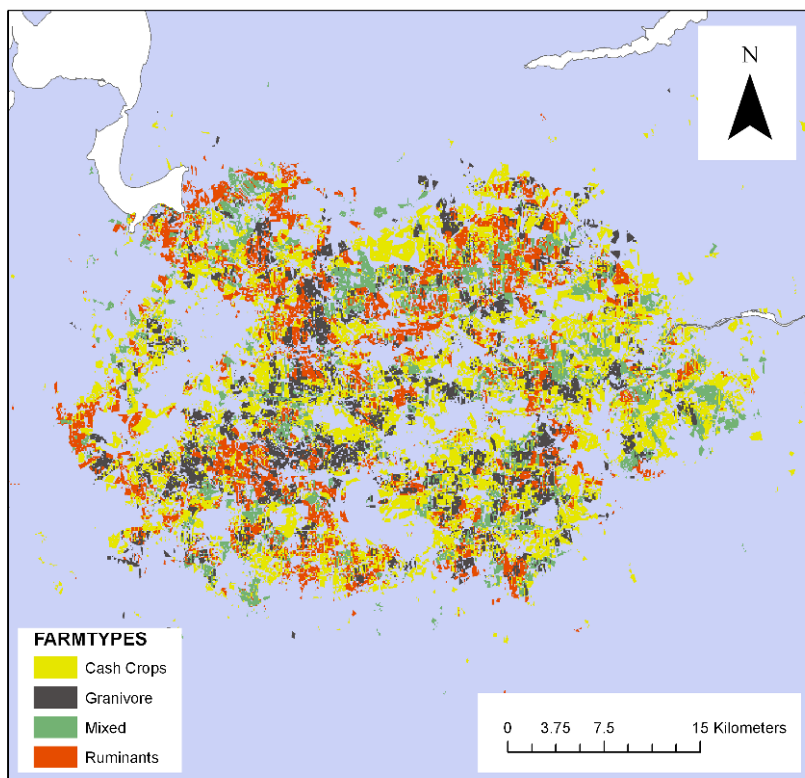 N
FARMTYPES
Cash Crops
Granivore
Mixed
Ruminants
0 3.75 7.5 15 Kilometers